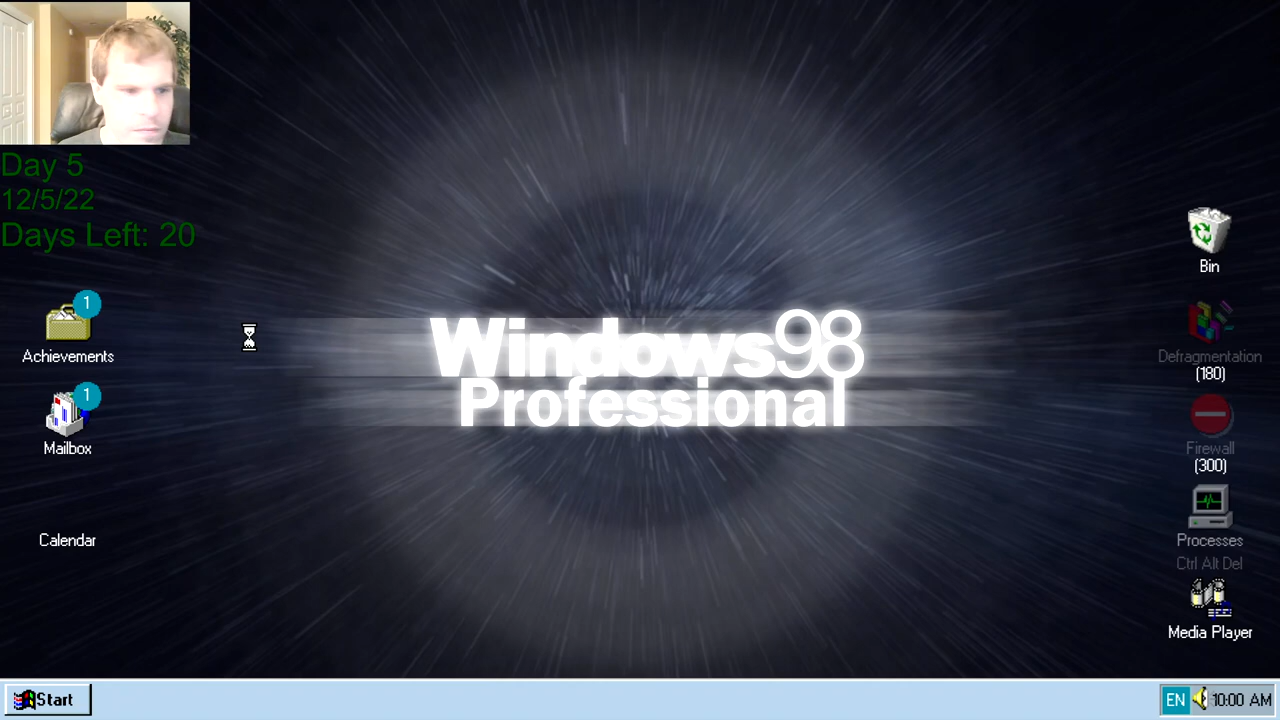 Day 5
12/5/22
Days Left: 20
1
Achievements
1
Mailbox
Calendar
Windows98
Professional
Bin
Defragmentation
(180)
Firewall
(300)
Processes
Ctrl Alt Del
Media Player
Start
EN
10:00 AM